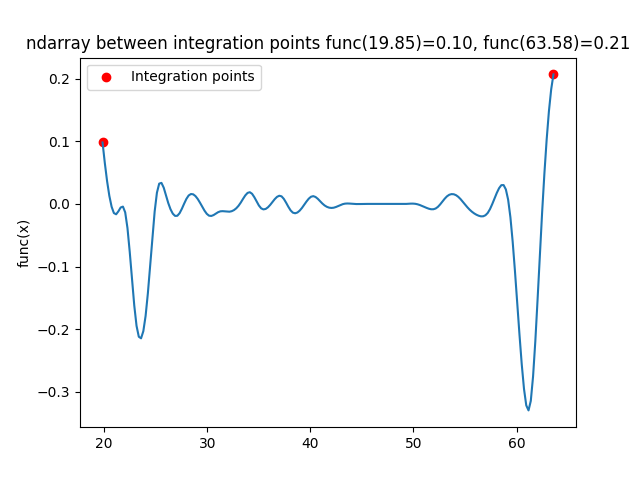 ndarray between integration points func(19.85)=0.10, func(63.58)=0.21
Integration points
func(x)
0.2
0.1
0.0
−0.1
−0.2
−0.3
20 30 40 50 60